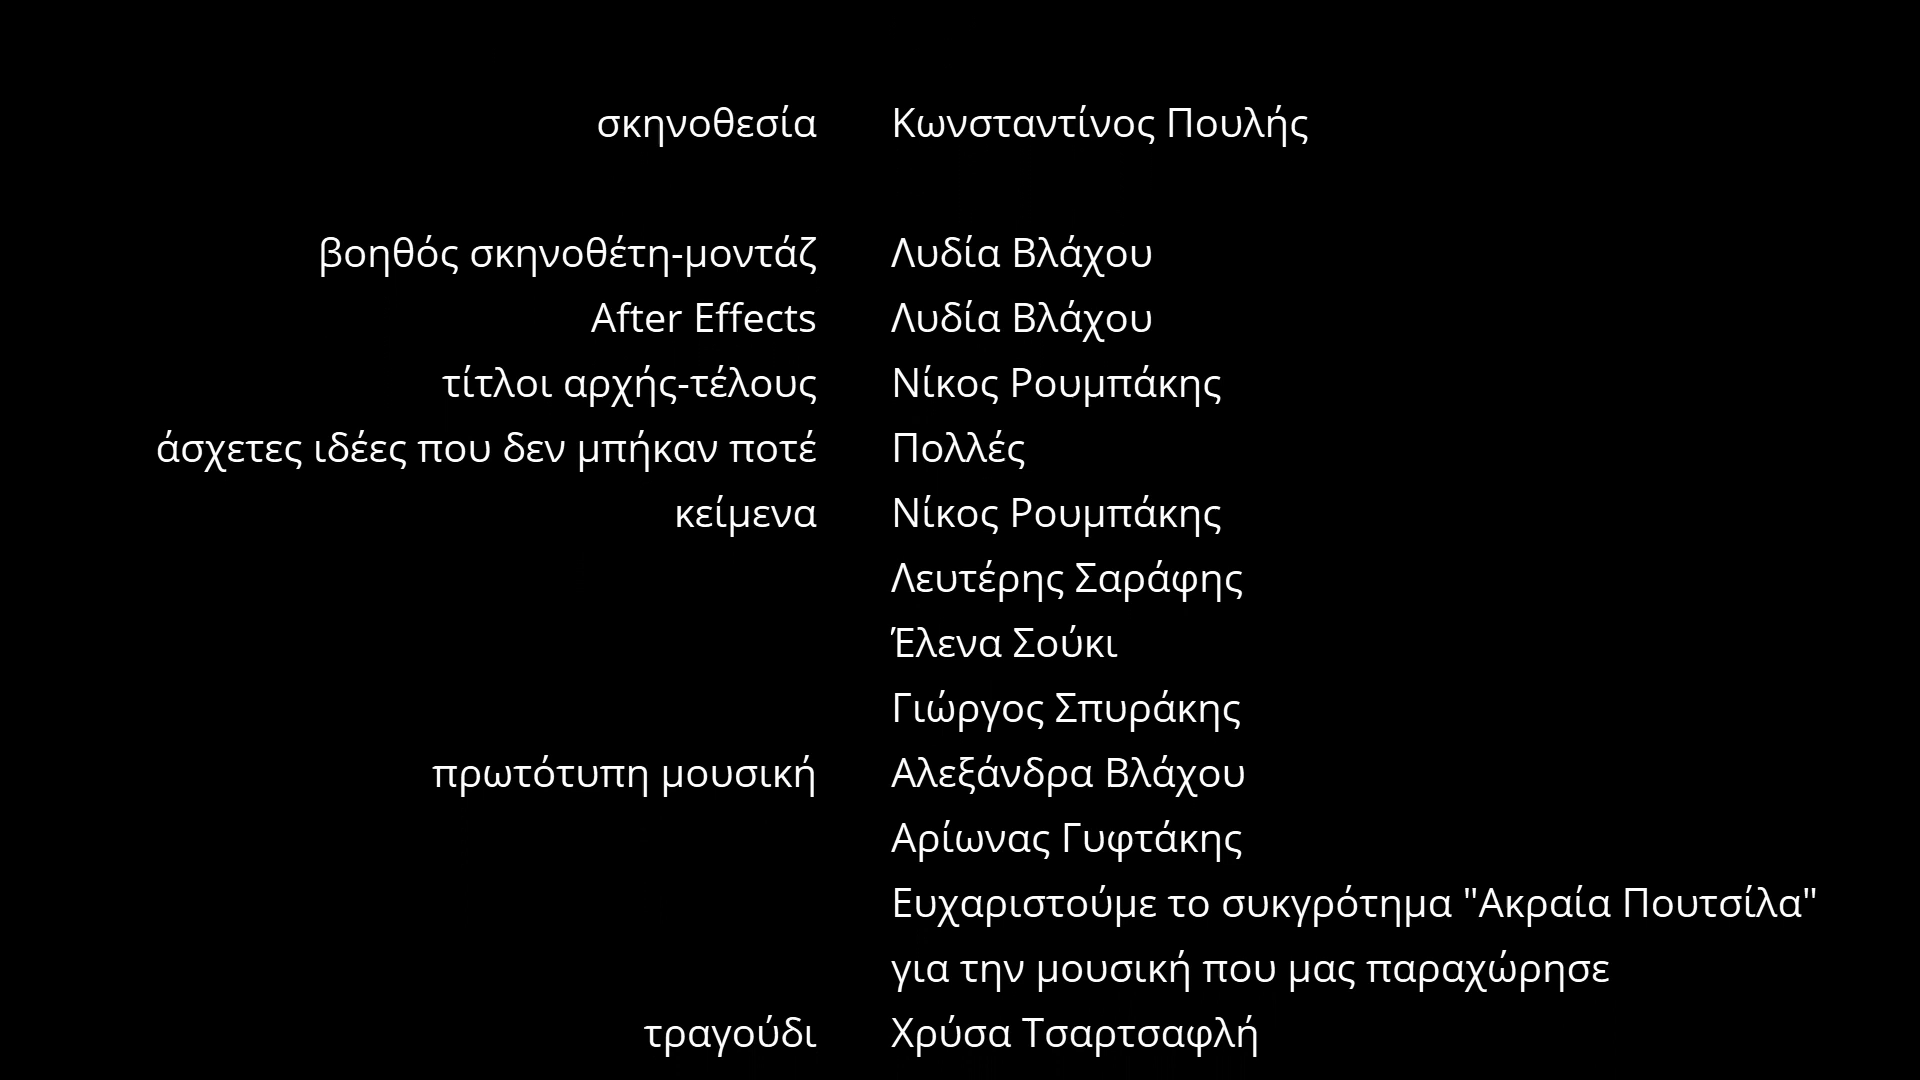 σκηνοθεσία Κωνσταντίνος Πουλής
βοηθός σκηνοθέτη-μοντάζ Λυδία Βλάχου
After Effects Λυδία Βλάχου
τίτλοι αρχής-τέλους Νίκος Ρουμπάκης
άσχετες ιδέες που δεν μπήκαν ποτέ Πολλές
κείμενα Νίκος Ρουμπάκης
Λευτέρης Σαράφης
Έλενα Σούκι
Γιώργος Σπυράκης
πρωτότυπη μουσική Αλεξάνδρα Βλάχου
Αρίωνας Γυφτάκης
Ευχαριστούμε το συκγρότημα "Ακραία Πουτσίλα"
για την μουσική που μας παραχώρησε
τραγούδι Χρύσα Τσαρτσαφλή